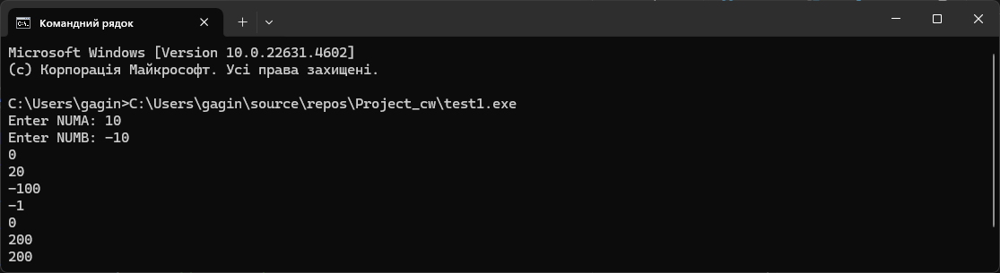 Командний рядок
Microsoft Windows [Version 10.0.22631.4602]
(c) Корпорація Майкрософт. Усі права захищені.
C:\Users\gagin>C:\Users\gagin\source\repos\Project_cw\test1.exe
Enter NUMA: 10
Enter NUMB: -10
0
20
-100
-1
0
200
200